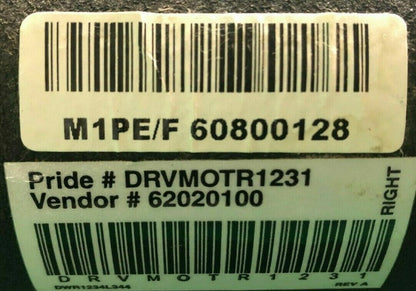 M1PE/F 60800128
Pride # DRVMOTR1231
Vendor # 62020100
RIGHT
DRVMOTR1231
DWR1234L344
REV A